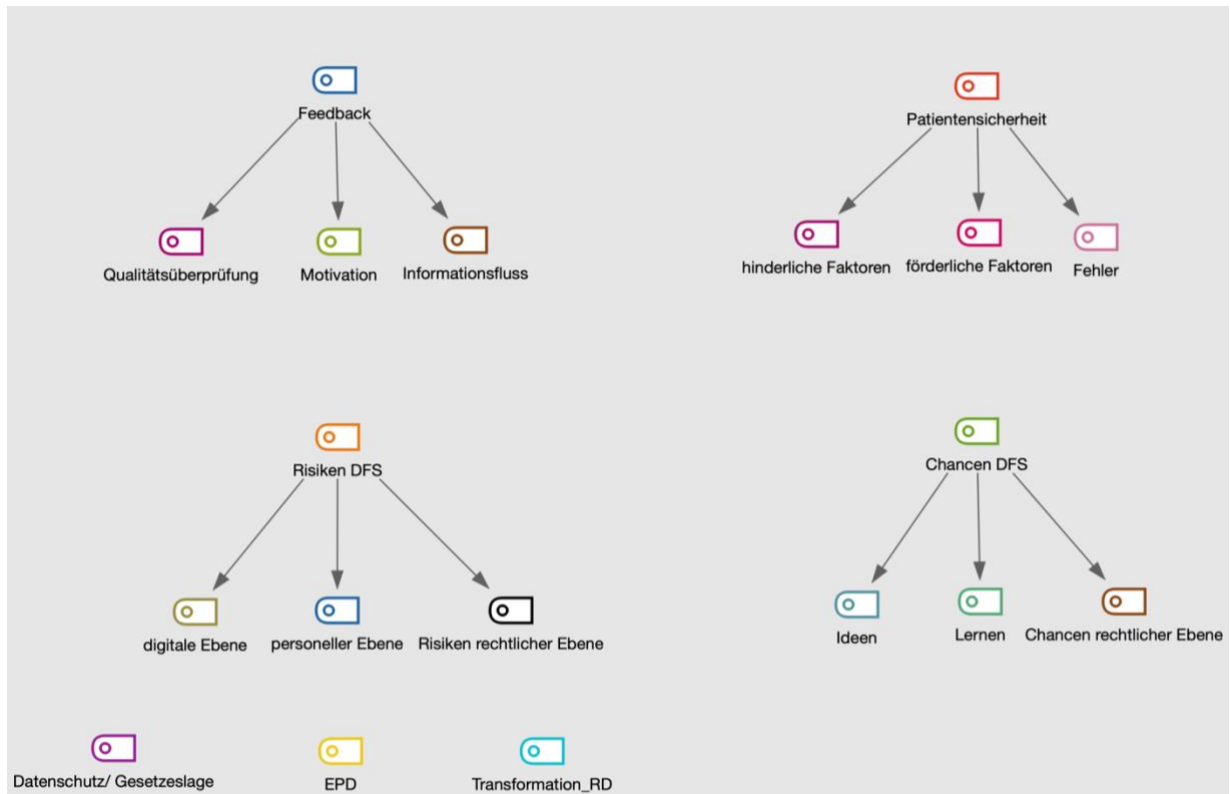 Feedback
Patientensicherheit
Qualitätsüberprüfung
Motivation
Informationsfluss
hinderliche Faktoren
förderliche Faktoren
Fehler
Risiken DFS
Chancen DFS
digitale Ebene
personeller Ebene
Risiken rechtlicher Ebene
Ideen
Lernen
Chancen rechtlicher Ebene
Datenschutz/ Gesetzeslage
EPD
Transformation_RD